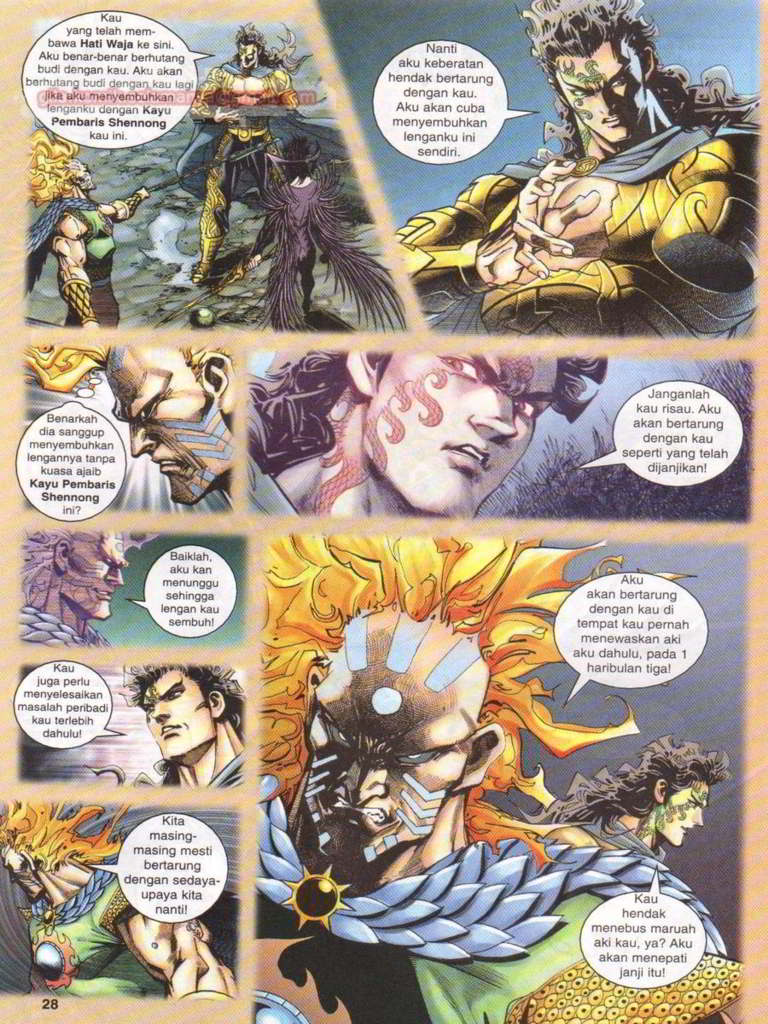 Kau
yang telah mem-
bawa Hati Waja ke sini.
Aku benar-benar berhutang
budi dengan kau. Aku akan
berhutang budi dengan kau lagi
jika aku menyembuhkan
lenganku dengan Kayu
Pembaris Shennong
kau ini.
Nanti
aku keberatan
hendak bertarung
dengan kau.
Aku akan cuba
menyembuhkan
lenganku ini
sendiri.
Benarkah
dia sanggup
menyembuhkan
lengannya tanpa
kuasa ajaib
Kayu Pembaris
Shennong
ini?
Janganlah
kau risau. Aku
akan bertarung
dengan kau
seperti yang telah
dijanjikan!
Baiklah,
aku kan
menunggu
sehingga
lengan kau
sembuh!
Kau
juga perlu
menyelesaikan
masalah peribadi
kau terlebih
dahulu!
Aku
akan bertarung
dengan kau di
tempat kau pernah
menewaskan aki
aku dahulu, pada 1
haribulan tiga!
Kita
masing-
masing mesti
bertarung
dengan sedaya-
upaya kita
nanti!
Kau
hendak
menebus maruah
aki kau, ya? Aku
akan menepati
janji itu!
28